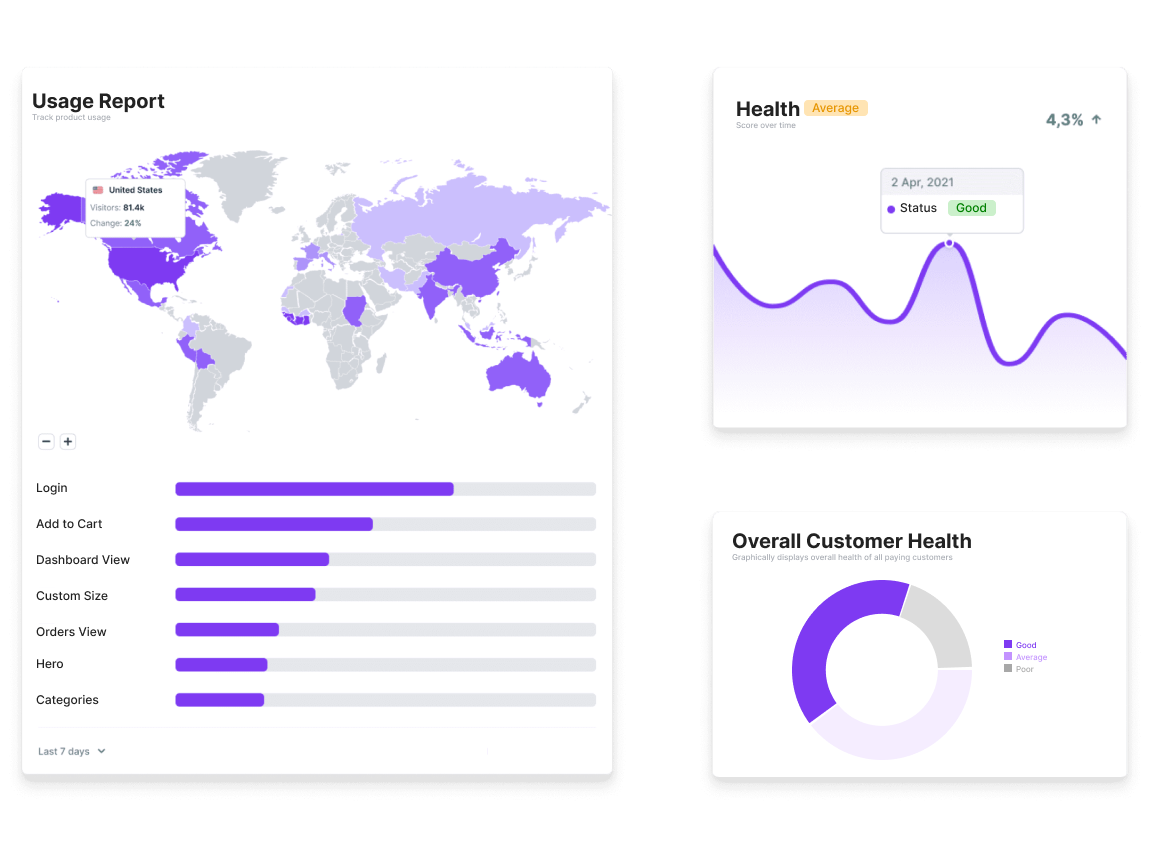 Usage Report
Track product usage
United States
Visitors: 81.4k
Change: 24%
Login
Add to Cart
Dashboard View
Custom Size
Orders View
Hero
Categories
Last 7 days
Health Average
Score over time
4,3%
2 Apr, 2021
Status Good
Overall Customer Health
Graphically displays overall health of all paying customers
Good
Average
Poor